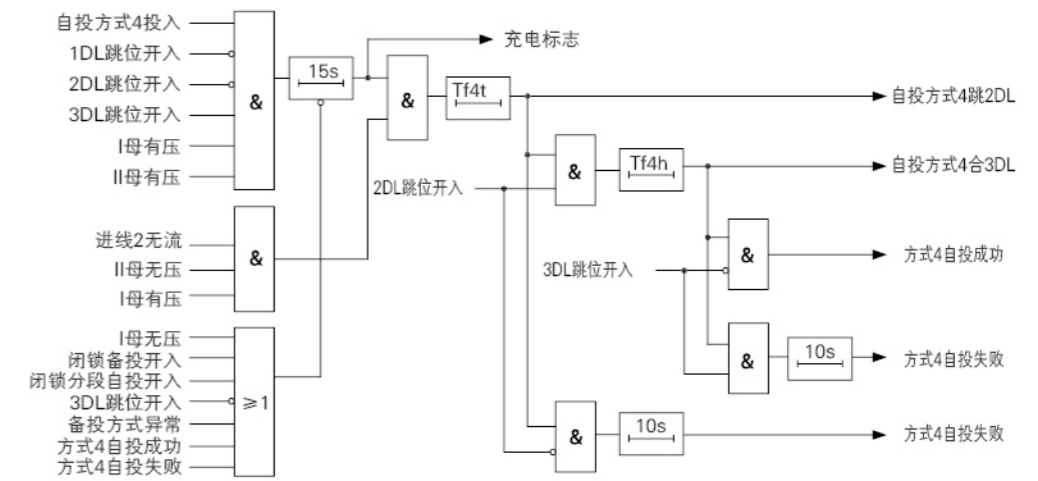 自投方式4投入
1DL跳位开入
2DL跳位开入
3DL跳位开入
I母有压
II母有压
&
15s
充电标志
&
Tf4t
自投方式4跳2DL
进线2无流
II母无压
I母有压
&
2DL跳位开入
&
Tf4h
自投方式4合3DL
3DL跳位开入
&
方式4自投成功
&
10s
方式4自投失败
I母无压
闭锁备投开入
闭锁分段自投开入
3DL跳位开入
备投方式异常
方式4自投成功
方式4自投失败
≥1
&
10s
方式4自投失败